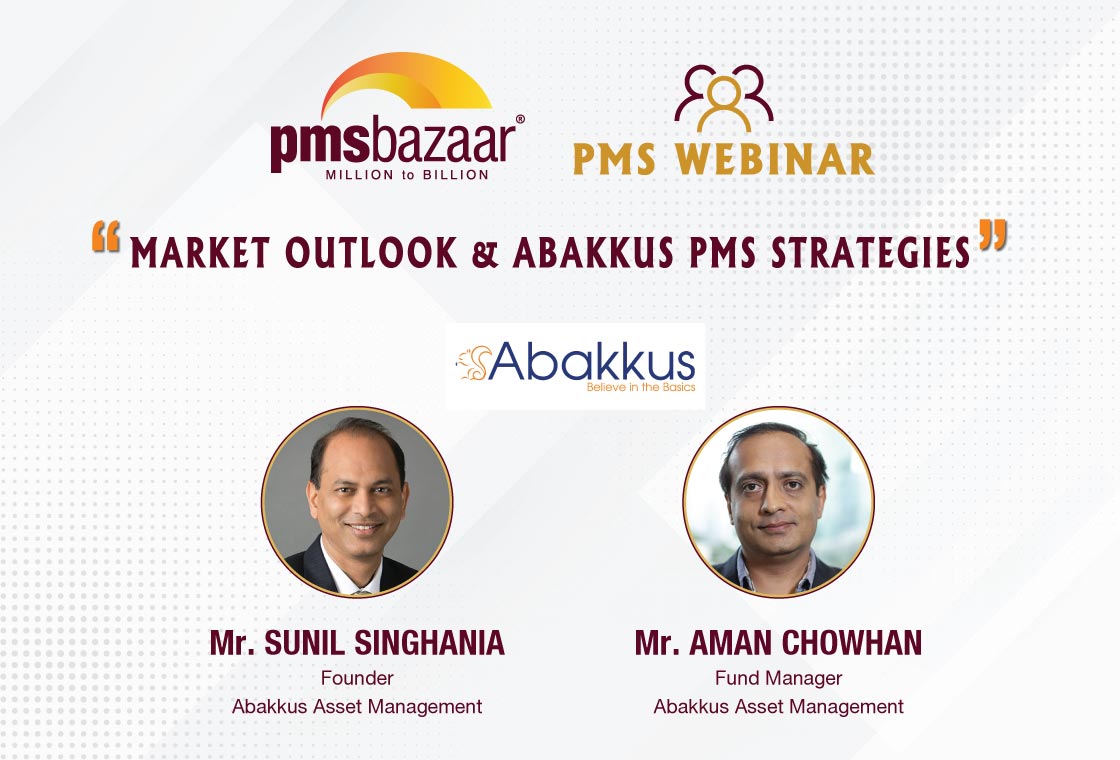 pmsbazaar®
MILLION to BILLION
PMS WEBINAR
“MARKET OUTLOOK & ABAKKUS PMS STRATEGIES”
Abakkus
Believe in the Basics
Mr. SUNIL SINGHANIA
Founder
Abakkus Asset Management
Mr. AMAN CHOWHAN
Fund Manager
Abakkus Asset Management